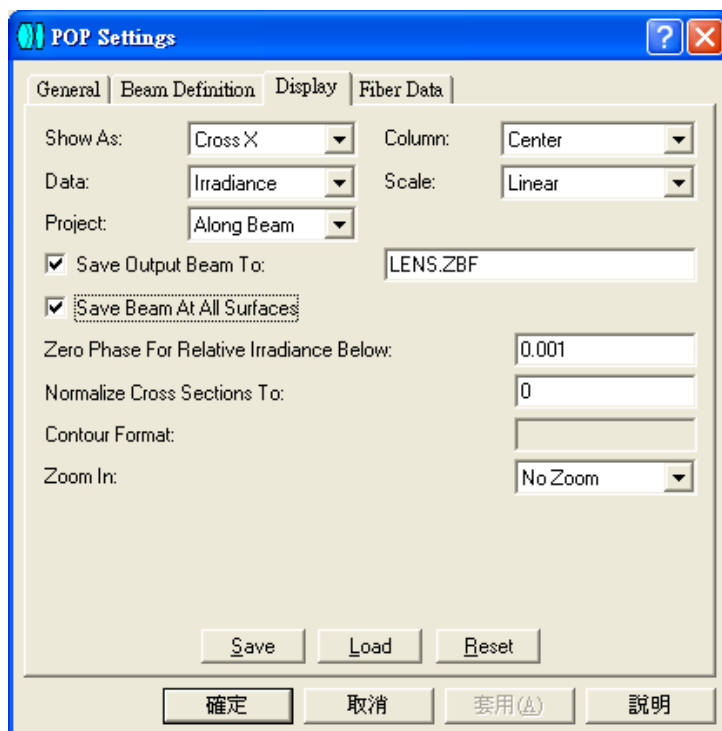 POP Settings
General Beam Definition Display Fiber Data
Show As: Cross X Column: Center
Data: Irradiance Scale: Linear
Project: Along Beam
Save Output Beam To: LENS.ZBF
Save Beam At All Surfaces
Zero Phase For Relative Irradiance Below: 0.001
Normalize Cross Sections To: 0
Contour Format:
Zoom In: No Zoom
Save Load Reset
確定 取消 套用(A) 說明